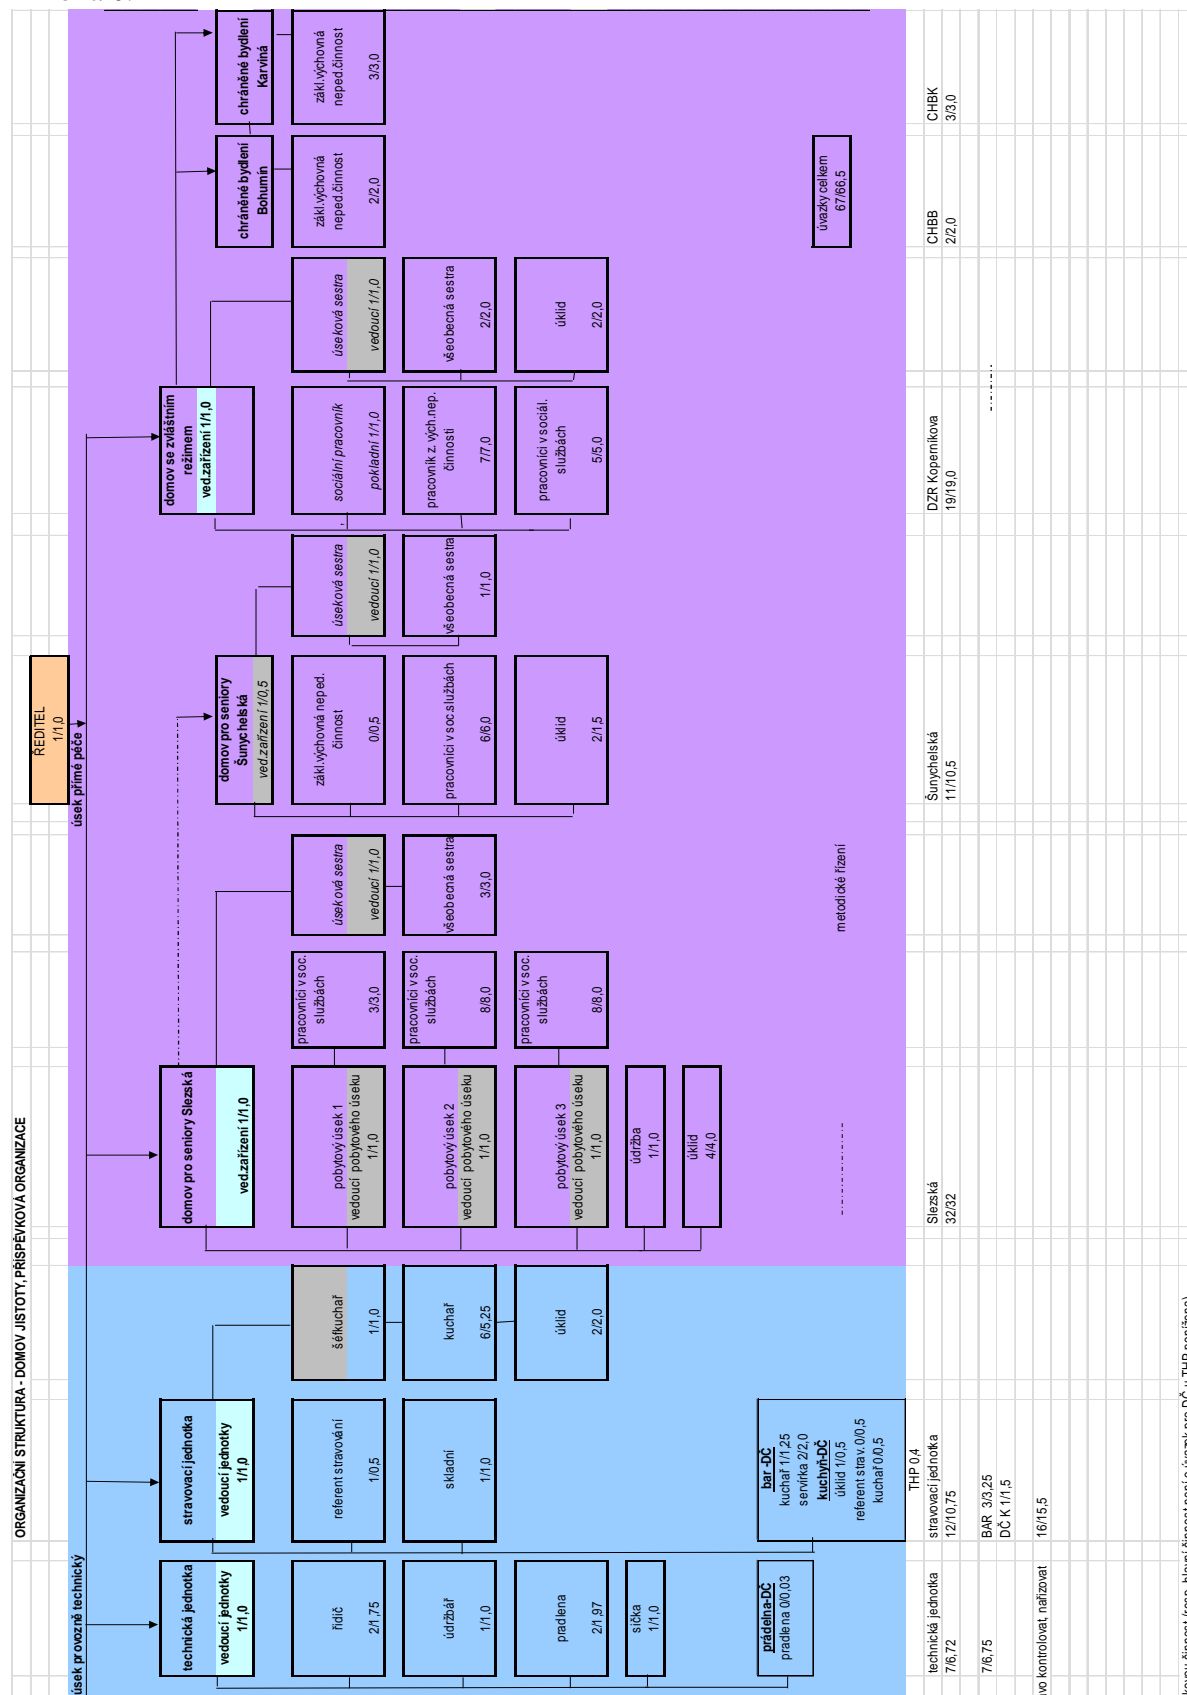 ORGANIZAČNÍ STRUKTURA - DOMOV JISTOTY, PŘÍSPĚVKOVÁ ORGANIZACE
ŘEDITEL
1/1,0
úsek provozně technický
úsek přímé péče
technická jednotka
vedoucí jednotky
1/1,0
řidič
2/1,75
údržbář
1/1,0
pradlena
2/1,97
sička
1/1,0
prádelna-DČ
pradlena 0/0,03
stravovací jednotka
vedoucí jednotky
1/1,0
referent stravování
1/0,5
skladní
1/1,0
bar -DČ
kuchař 1/1,25
servírka 2/2,0
kuchyň-DČ
úklid 1/0,5
referent strav. 0/0,5
kuchař 0/0,5
THP 0,4
šéfkuchař
1/1,0
kuchař
6/5,25
úklid
2/2,0
domov pro seniory Slezská
ved.zařízení 1/1,0
pobytový úsek 1
vedoucí pobytového úseku
1/1,0
pobytový úsek 2
vedoucí pobytového úseku
1/1,0
pobytový úsek 3
vedoucí pobytového úseku
1/1,0
údržba
1/1,0
úklid
4/4,0
pracovníci v soc.
službách
3/3,0
pracovníci v soc.
službách
8/8,0
pracovníci v soc.
službách
8/8,0
úseková sestra
vedoucí 1/1,0
všeobecná sestra
3/3,0
metodické řízení
domov pro seniory
Šunychelská
ved.zařízení 1/0,5
zákl.výchovná neped.
činnost
0/0,5
pracovníci v soc.službách
6/6,0
úklid
2/1,5
úseková sestra
vedoucí 1/1,0
všeobecná sestra
1/1,0
domov se zvláštním
režimem
ved.zařízení 1/1,0
sociální pracovník
pokladní 1/1,0
pracovník z. vých.nep.
činnosti
7/7,0
pracovníci v sociál.
službách
5/5,0
úseková sestra
vedoucí 1/1,0
všeobecná sestra
2/2,0
úklid
2/2,0
chráněné bydlení
Bohumín
zákl.výchovná
neped.činnost
2/2,0
chráněné bydlení
Karviná
zákl.výchovná
neped.činnost
3/3,0
úvazky celkem
67/66,5
technická jednotka
7/6,72
7/6,75
stravovací jednotka
12/10,75
BAR 3/3,25
DČ K 1/1,5
16/15,5
Slezská
32/32
Šunychelská
11/10,5
DZR Koperníkova
19/19,0
CHBB
2/2,0
CHBK
3/3,0
vo kontrolovat, nařizovat